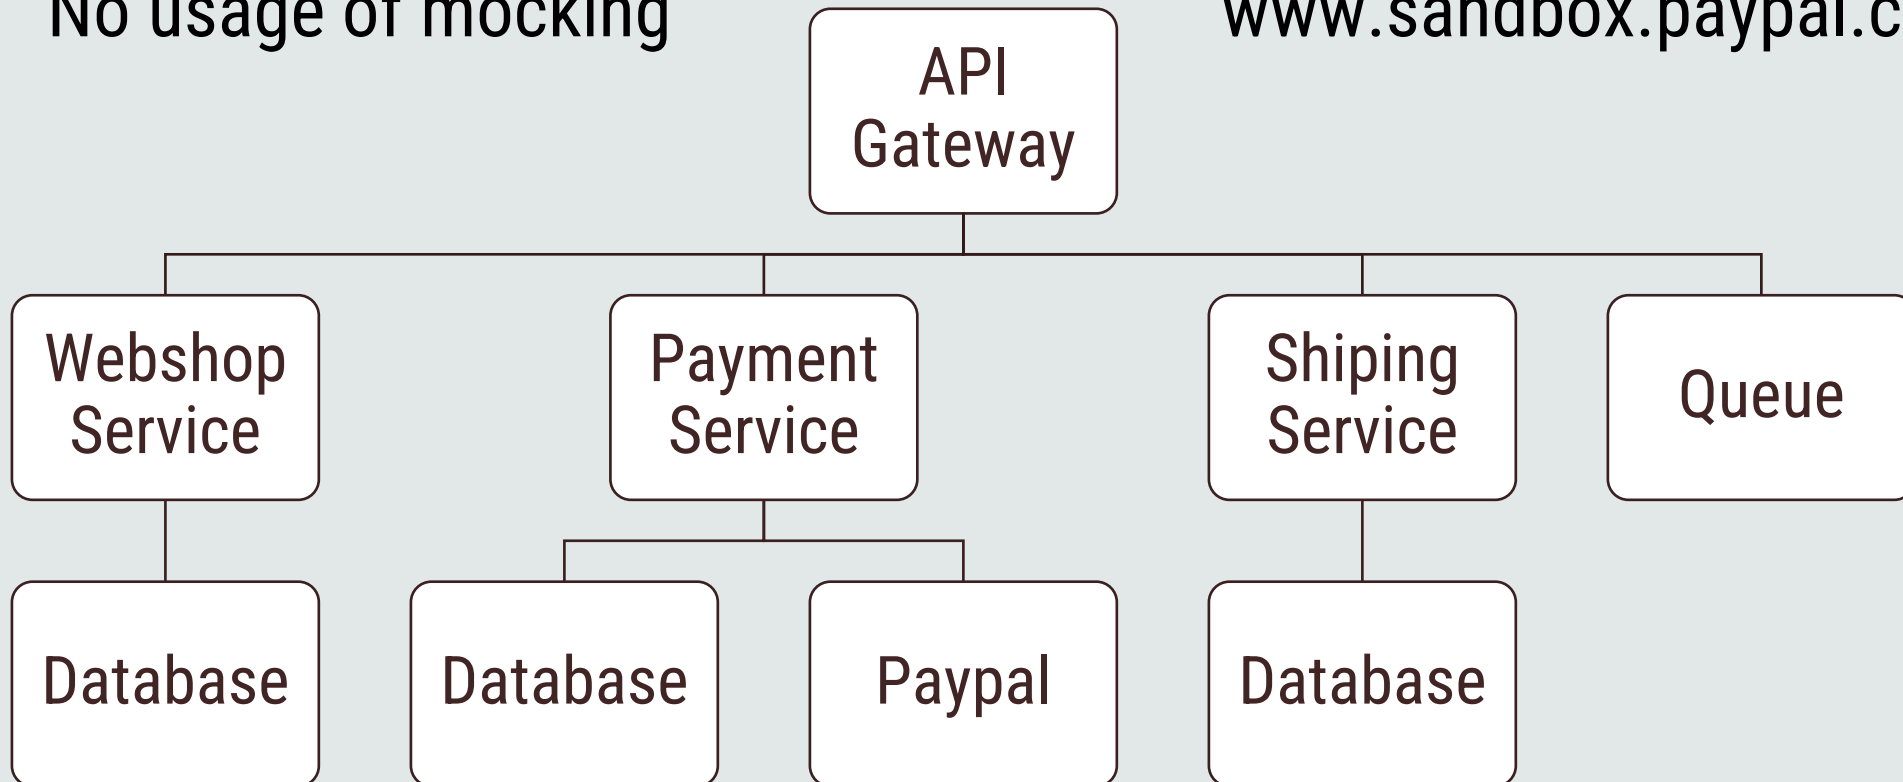 No usage of mocking
www.sandbox.paypal.c
API
Gateway
Webshop
Service
Payment
Service
Shiping
Service
Queue
Database
Database
Paypal
Database